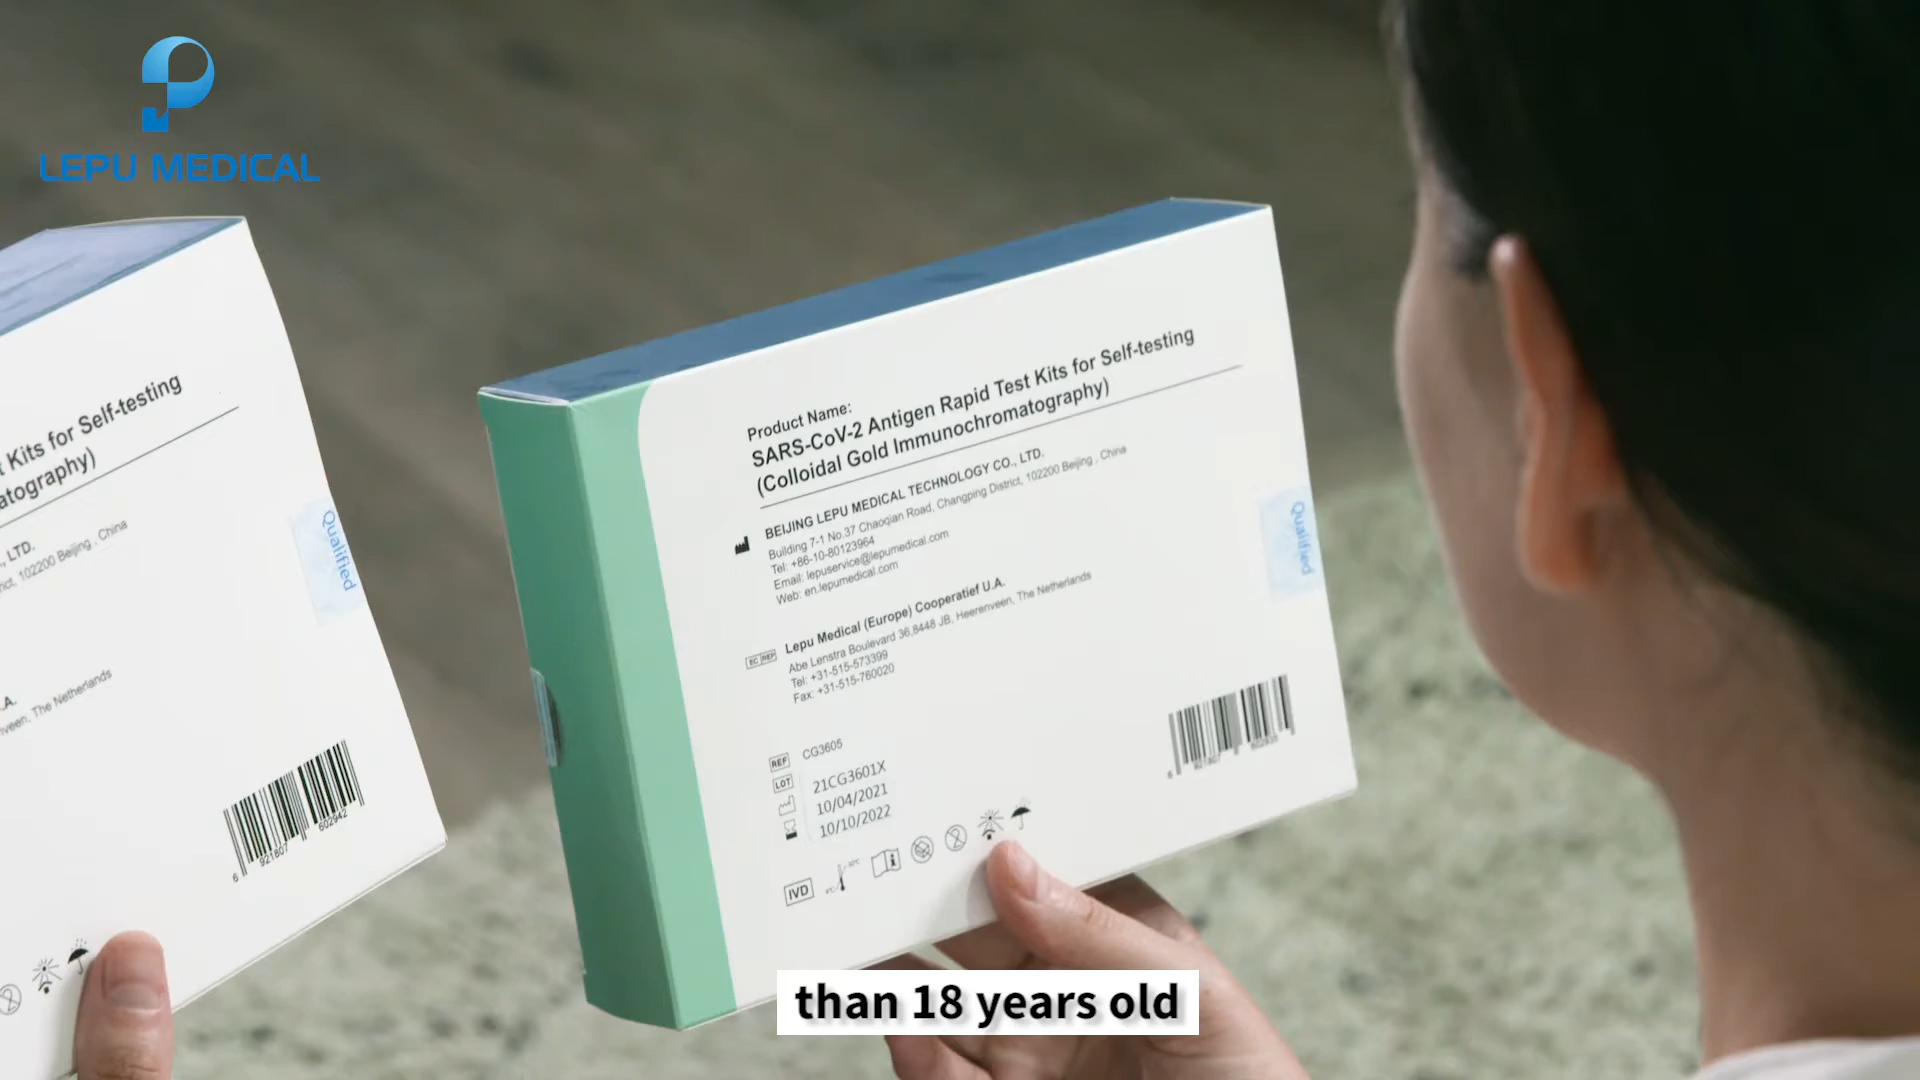 LEPU MEDICAL
Kits for Self-testing
atography)
., LTD.
102200 Beijing , China
.A.
The Netherlands
Qualified
6 921807 602942
Product Name:
SARS-CoV-2 Antigen Rapid Test Kits for Self-testing
(Colloidal Gold Immunochromatography)
BEIJING LEPU MEDICAL TECHNOLOGY CO., LTD.
Building 7-1 No.37 Chaoqian Road, Changping District, 102200 Beijing , China
Tel: +86-10-80123964
Email: lepuservice@lepumedical.com
Web: en.lepumedical.com
EC REP
Lepu Medical (Europe) Cooperatief U.A.
Abe Lenstra Boulevard 36,8448 JB, Heerenveen, The Netherlands
Tel: +31-515-573399
Fax: +31-515-760020
Qualified
REF CG3605
LOT 21CG3601X
10/04/2021
10/10/2022
IVD
than 18 years old